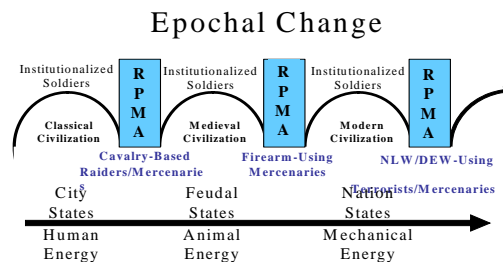 Epochal Change
Institutionalized
Soldiers
R
P
M
A
Institutionalized
Soldiers
R
P
M
A
Institutionalized
Soldiers
R
P
M
A
Classical
Civilization
Medieval
Civilization
Modern
Civilization
Cavalry-Based
Raiders/Mercenarie
s
Firearm-Using
Mercenaries
NLW/DEW-Using
Terrorists/Mercenaries
City
States
Feudal
States
Nation
States
Human
Energy
Animal
Energy
Mechanical
Energy